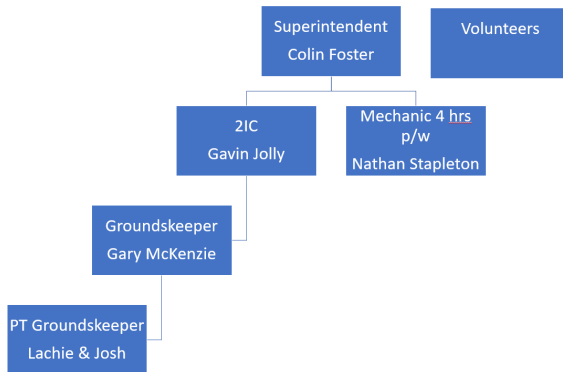 Superintendent
Colin Foster
Volunteers
2IC
Gavin Jolly
Mechanic 4 hrs
p/w
Nathan Stapleton
Groundskeeper
Gary McKenzie
PT Groundskeeper
Lachie & Josh